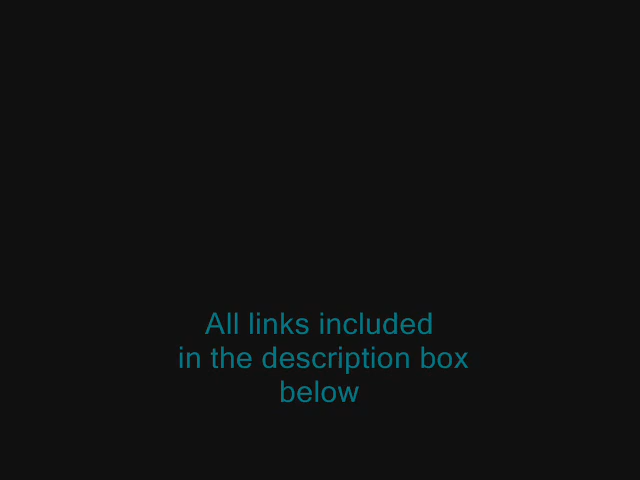 All links included
in the description box
below